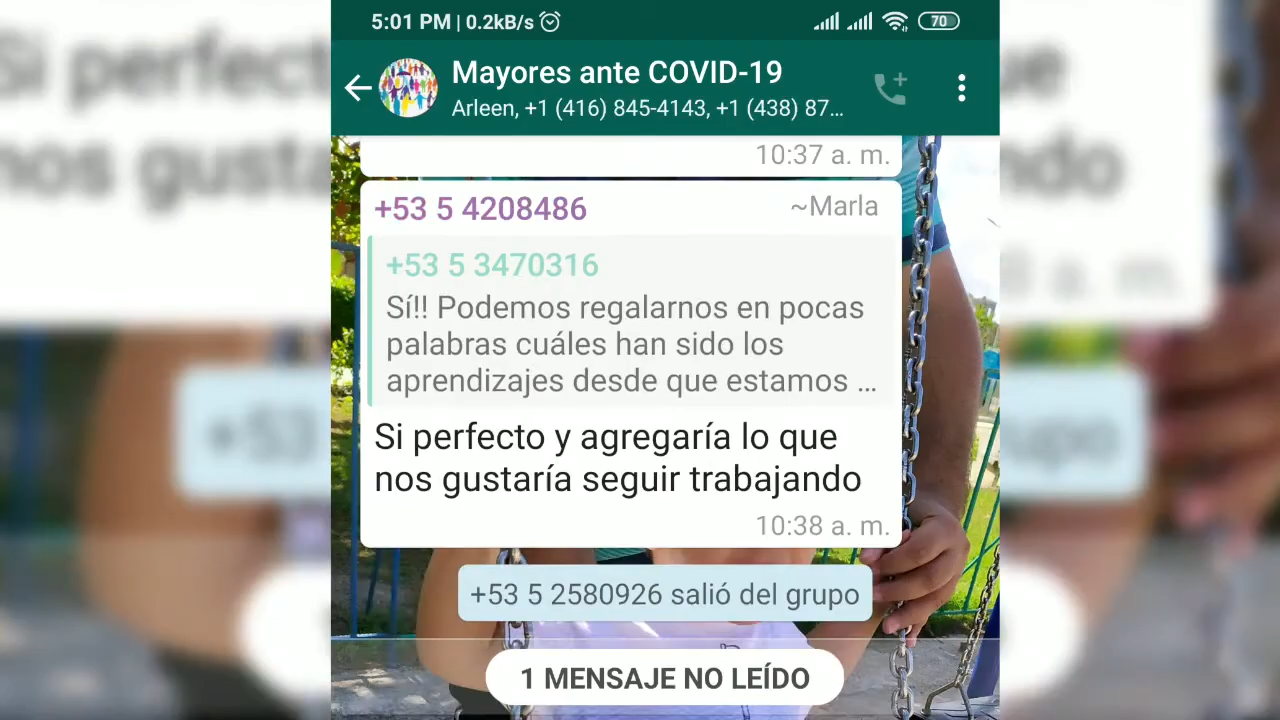 5:01 PM | 0.2kB/s
70
Mayores ante COVID-19
Arleen, +1 (416) 845-4143, +1 (438) 87...
10:37 a. m.
+53 5 4208486 ~Marla
+53 5 3470316
Sí!! Podemos regalarnos en pocas
palabras cuáles han sido los
aprendizajes desde que estamos ...
Si perfecto y agregaría lo que
nos gustaría seguir trabajando
10:38 a. m.
+53 5 2580926 salió del grupo
1 MENSAJE NO LEÍDO